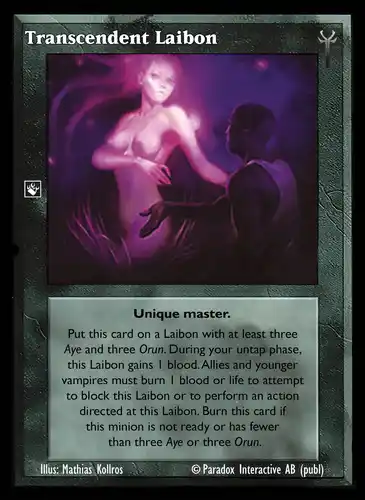 Transcendent Laibon
Unique master.
Put this card on a Laibon with at least three
Aye and three Orun. During your untap phase,
this Laibon gains 1 blood. Allies and younger
vampires must burn 1 blood or life to attempt
to block this Laibon or to perform an action
directed at this Laibon. Burn this card if
this minion is not ready or has fewer
than three Aye or three Orun.
Illus: Mathias Kollros © Paradox Interactive AB (publ)